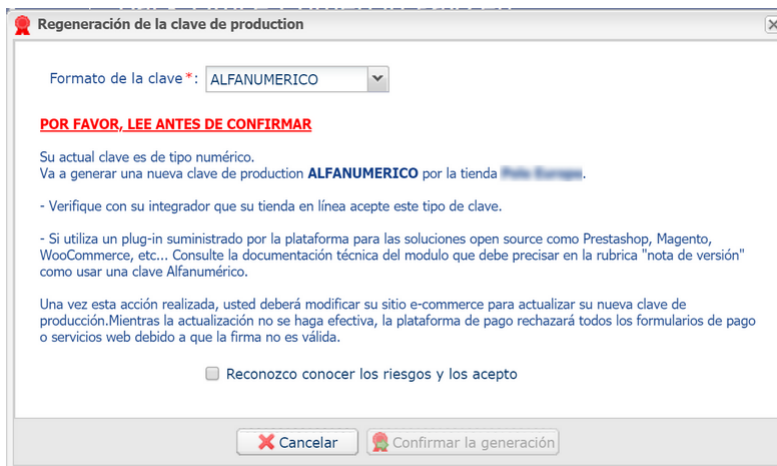 Regeneración de la clave de production
Formato de la clave*: ALFANUMERICO
POR FAVOR, LEE ANTES DE CONFIRMAR
Su actual clave es de tipo numérico.
Va a generar una nueva clave de production ALFANUMERICO por la tienda .
- Verifique con su integrador que su tienda en línea acepte este tipo de clave.
- Si utiliza un plug-in suministrado por la plataforma para las soluciones open source como Prestashop, Magento,
WooCommerce, etc... Consulte la documentación técnica del modulo que debe precisar en la rubrica "nota de versión"
como usar una clave Alfanumérico.
Una vez esta acción realizada, usted deberá modificar su sitio e-commerce para actualizar su nueva clave de
producción.Mientras la actualización no se haga efectiva, la plataforma de pago rechazará todos los formularios de pago
o servicios web debido a que la firma no es válida.
Reconozco conocer los riesgos y los acepto
Cancelar
Confirmar la generación